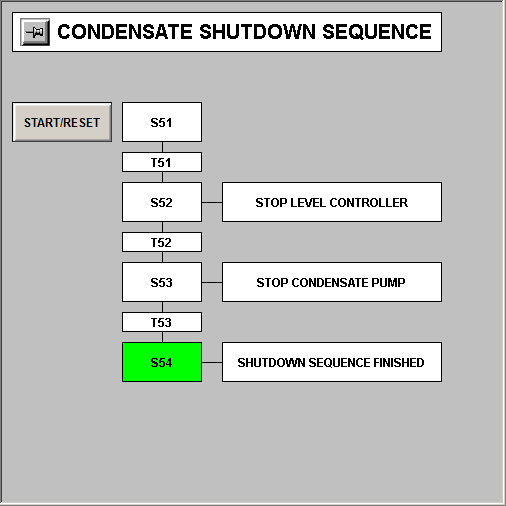 CONDENSATE SHUTDOWN SEQUENCE
START/RESET
S51
T51
S52
STOP LEVEL CONTROLLER
T52
S53
STOP CONDENSATE PUMP
T53
S54
SHUTDOWN SEQUENCE FINISHED